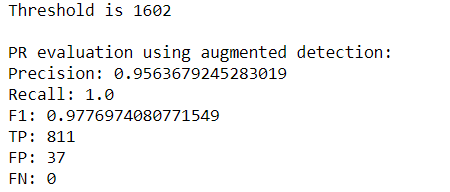 Threshold is 1602
PR evaluation using augmented detection:
Precision: 0.9563679245283019
Recall: 1.0
F1: 0.9776974080771549
TP: 811
FP: 37
FN: 0